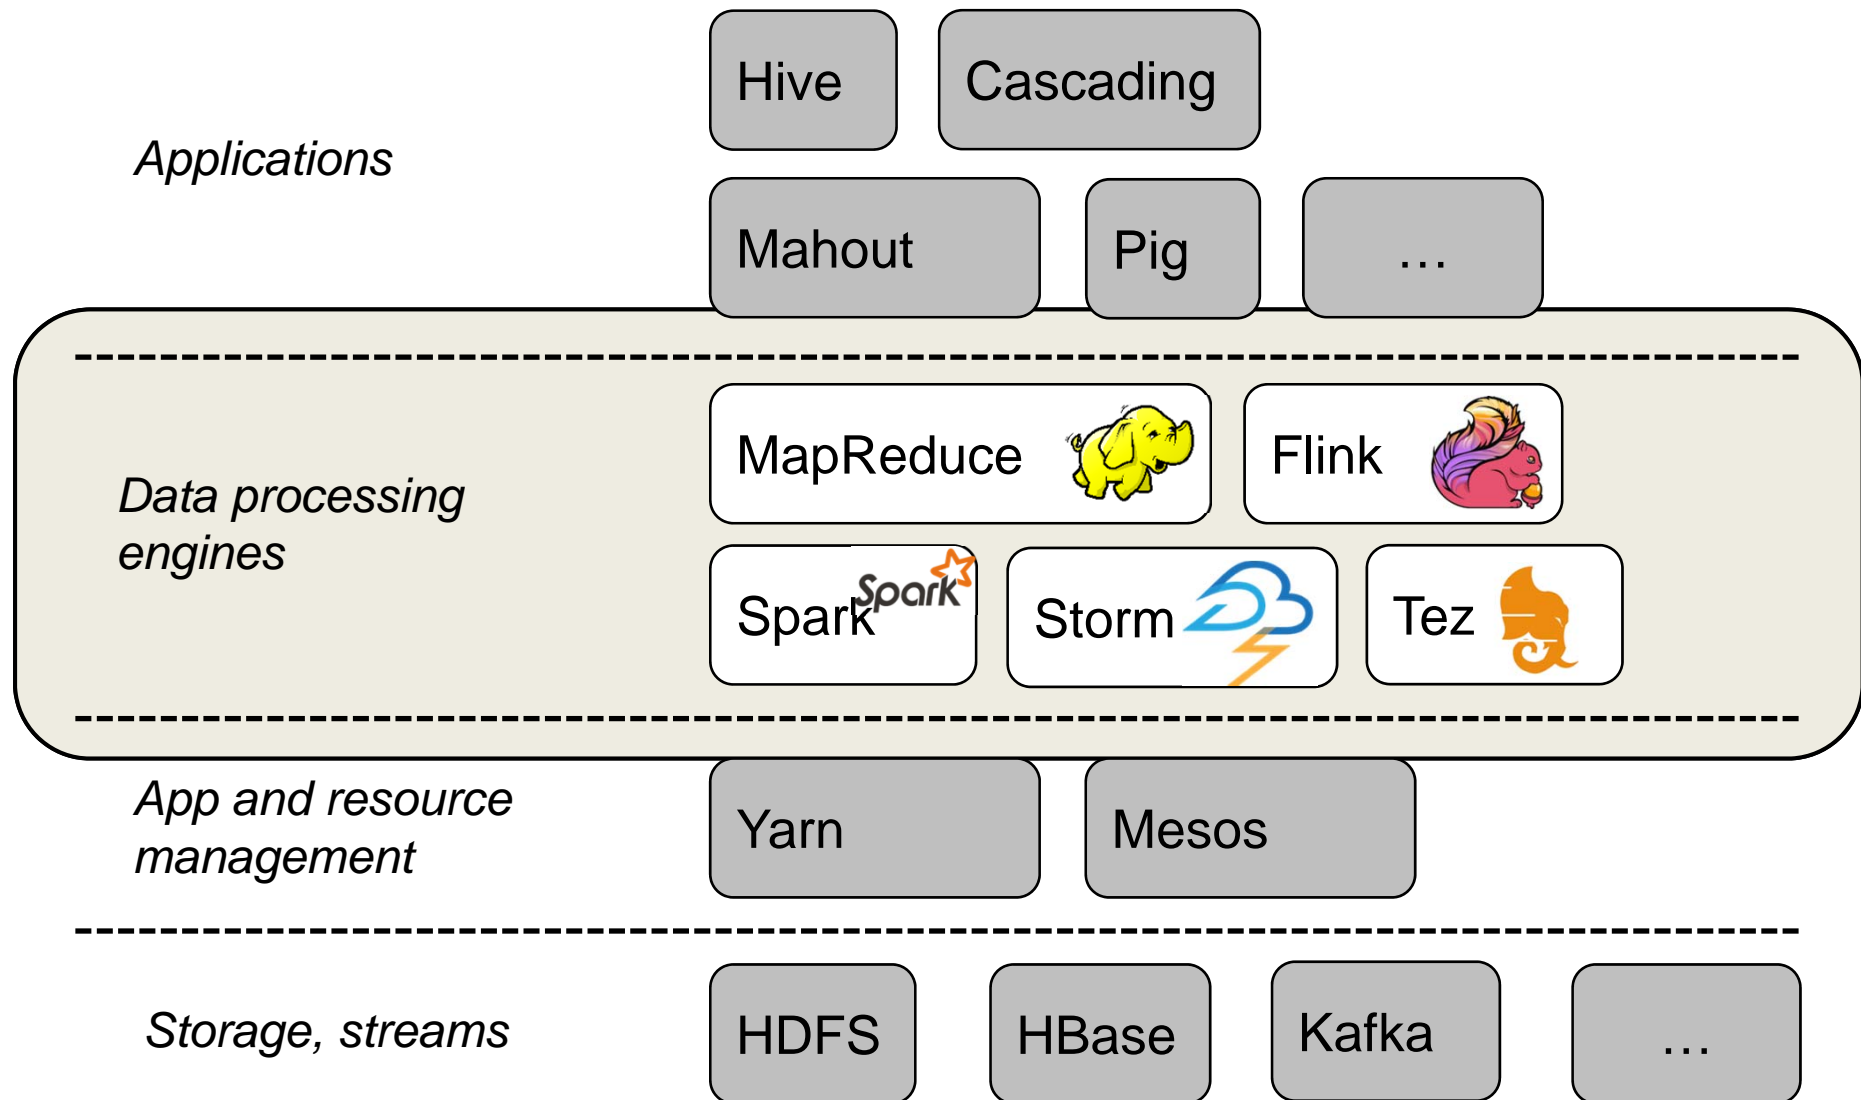 Hive
Cascading
Applications
Mahout
Pig
…
MapReduce
Flink
Data processing
engines
Spark
Spark
Storm
Tez
App and resource
management
Yarn
Mesos
Storage, streams
HDFS
HBase
Kafka
…